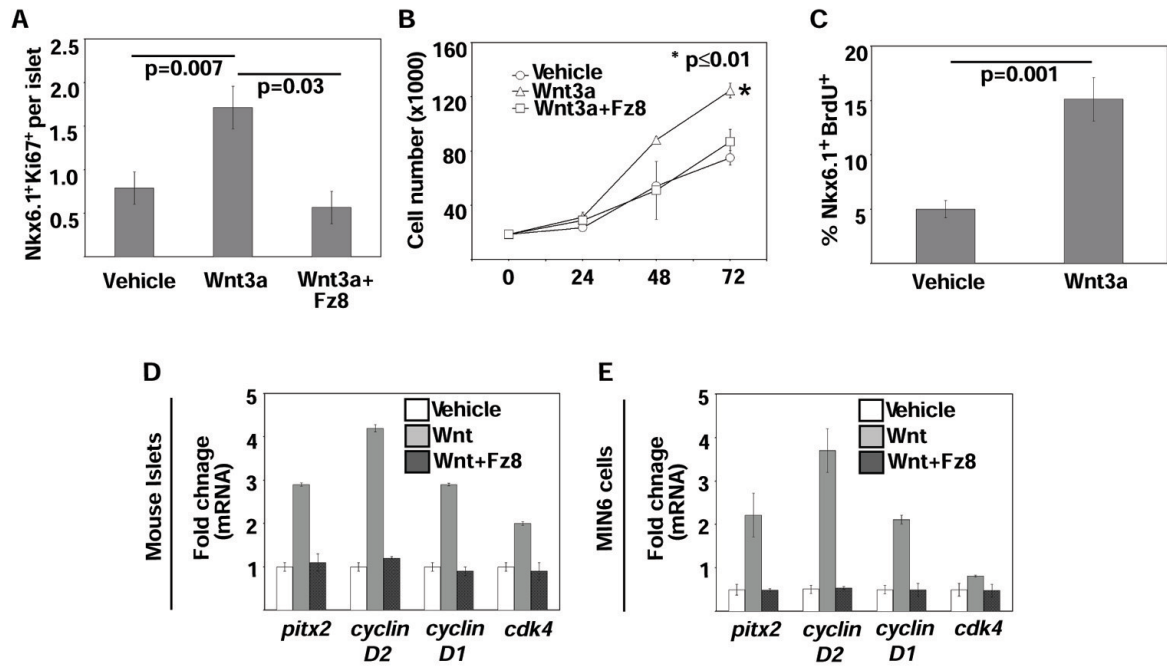 A
Nkx6.1+Ki67+ per islet
2.5
2.0
1.5
1.0
0.5
p=0.007
p=0.03
Vehicle
Wnt3a
Wnt3a+
Fz8
B
Cell number (x1000)
160
120
80
40
Vehicle
Wnt3a
Wnt3a+Fz8
* p≤0.01
*
0
24
48
72
C
% Nkx6.1+ BrdU+
20
15
10
5
p=0.001
Vehicle
Wnt3a
D
Mouse Islets
Fold chnage
(mRNA)
5
4
3
2
1
Vehicle
Wnt
Wnt+Fz8
pitx2
cyclin
D2
cyclin
D1
cdk4
E
MIN6 cells
Fold chnage
(mRNA)
5
4
3
2
1
Vehicle
Wnt
Wnt+Fz8
pitx2
cyclin
D2
cyclin
D1
cdk4